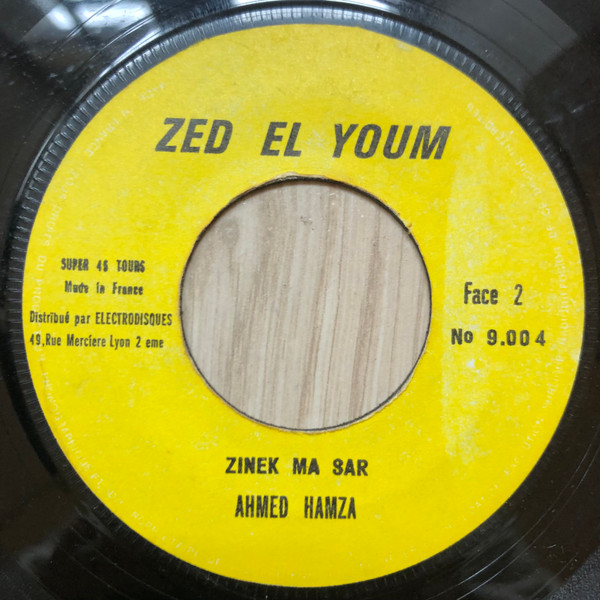 ZED EL YOUM
SUPER 45 TOURS
Made In France
Distribué par ELECTRODISQUES
49,Rue Merciere Lyon 2 eme
Face 2
No 9.004
ZINEK MA SAR
AHMED HAMZA